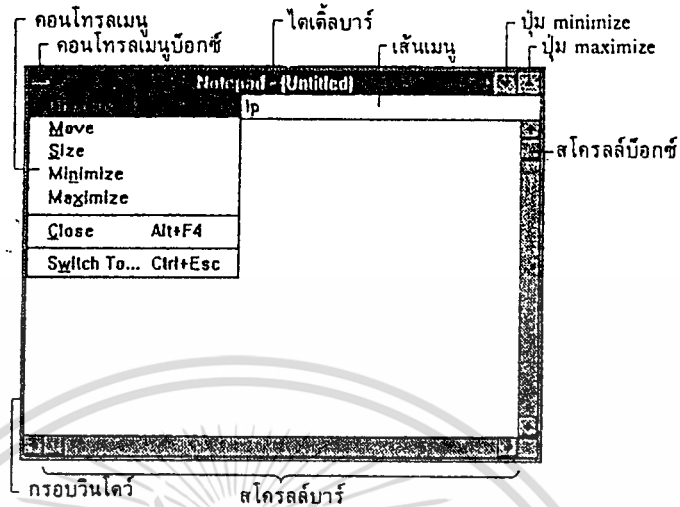 คอนโทรลเมนู
คอนโทรลเมนูบ๊อกซ์
ไตเติ้ลบาร์
เส้นเมนู
ปุ่ม minimize
ปุ่ม maximize
Notepad - (Untitled)
lp
Move
Size
Minimize
Maximize
Close Alt+F4
Switch To... Ctrl+Esc
สโครลล์บ๊อกซ์
กรอบวินโดว์
สโครลล์บาร์